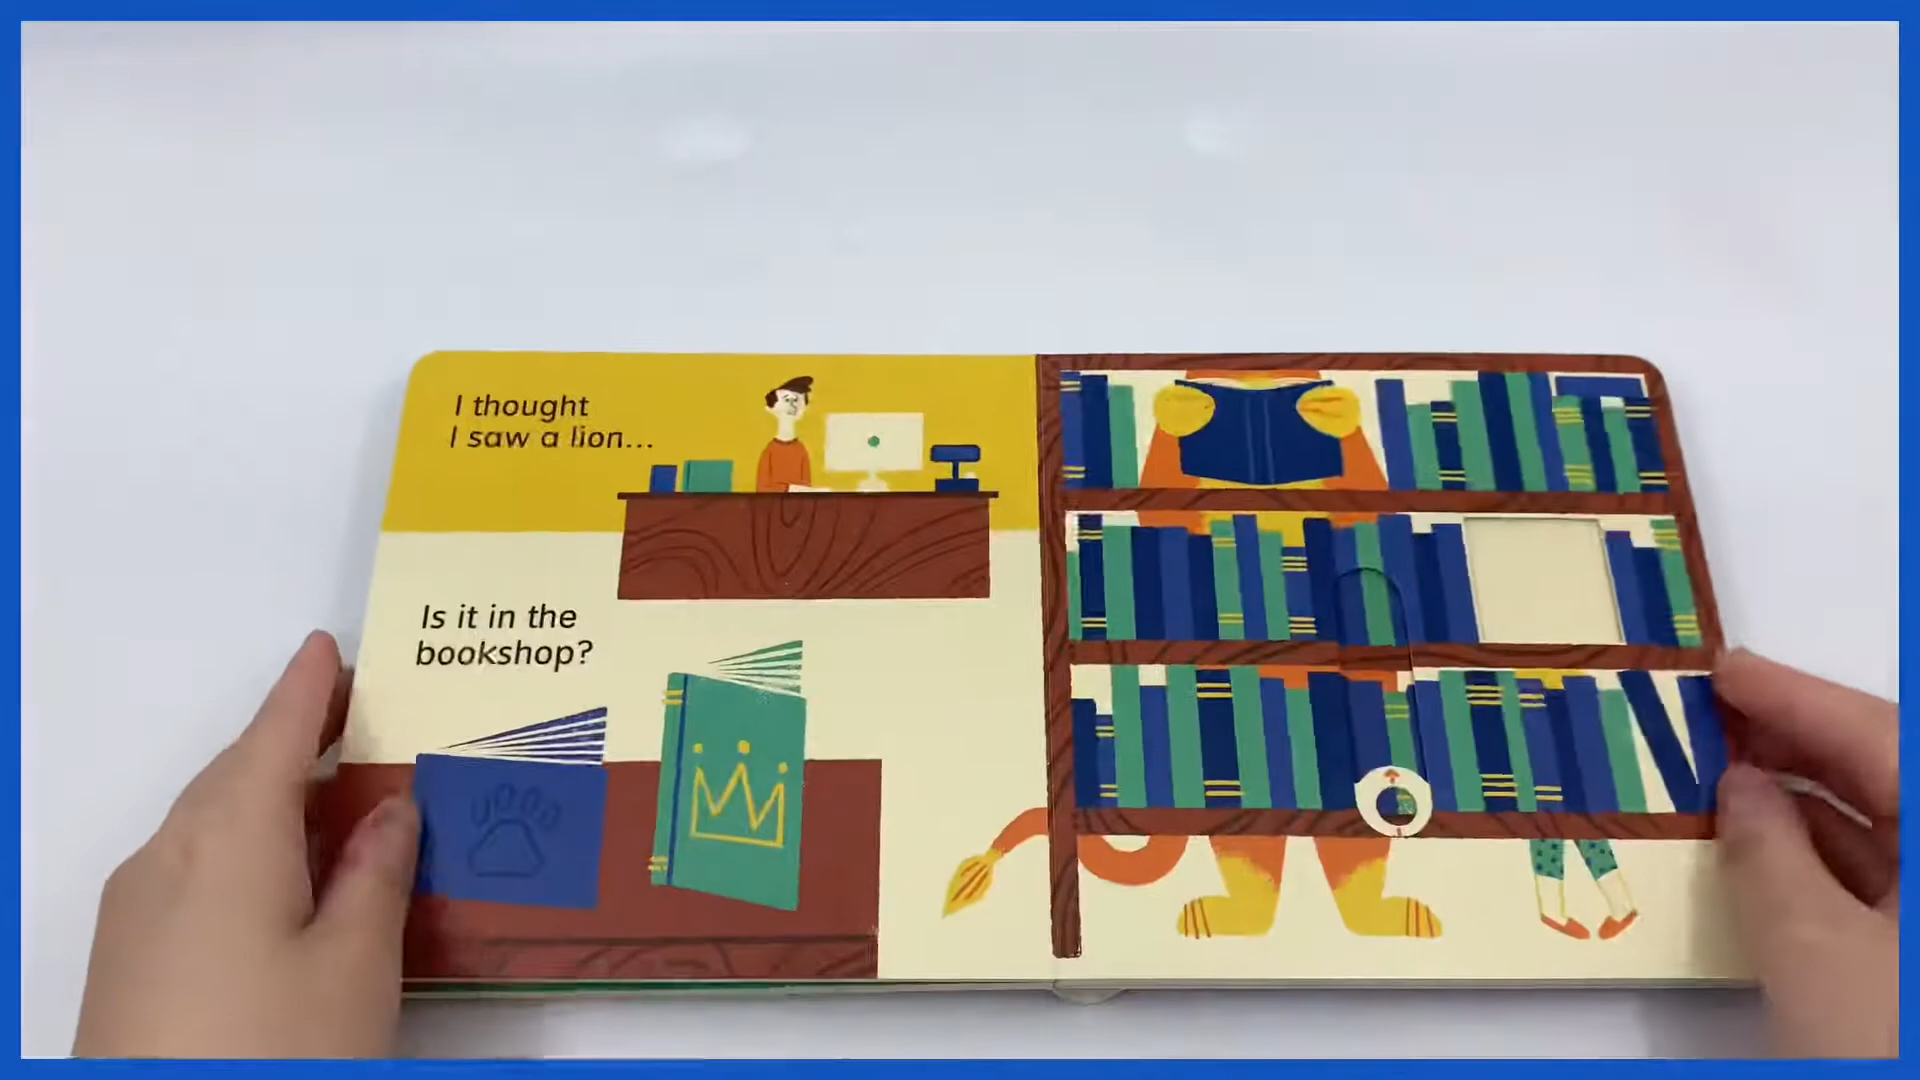 I thought
I saw a lion...
Is it in the
bookshop?